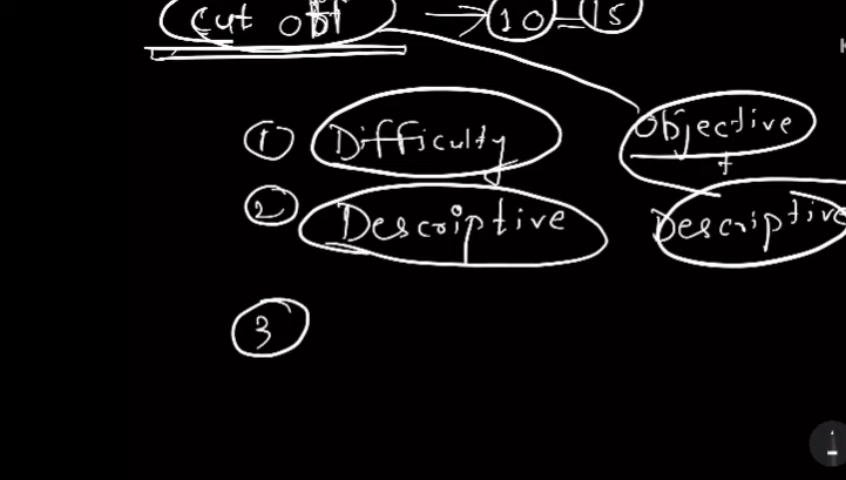 cut off → 10 - 15
① Difficulty Objective
+
② Descriptive Descriptive
③